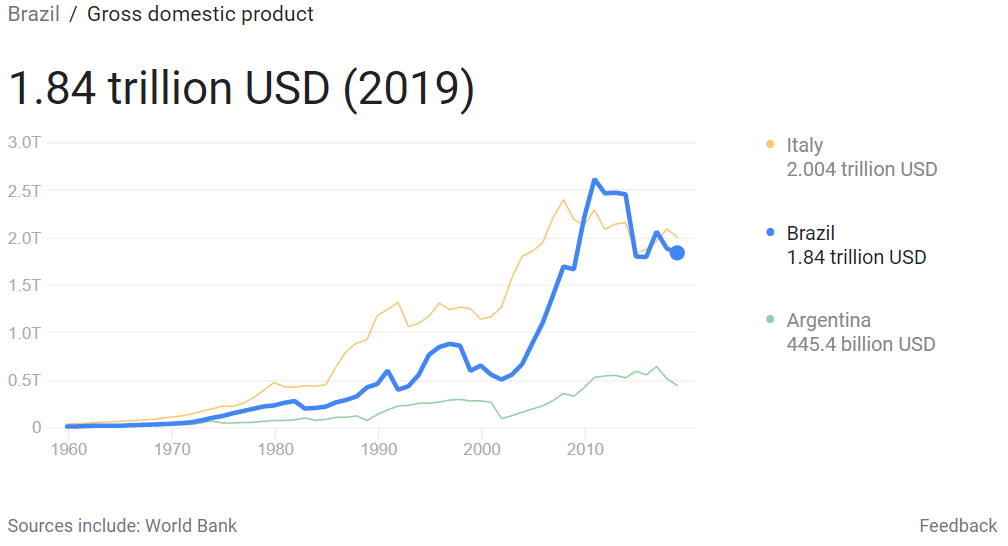 Brazil / Gross domestic product
1.84 trillion USD (2019)
3.0T
2.5T
2.0T
1.5T
1.0T
0.5T
0
1960 1970 1980 1990 2000 2010
Italy
2.004 trillion USD
Brazil
1.84 trillion USD
Argentina
445.4 billion USD
Sources include: World Bank
Feedback